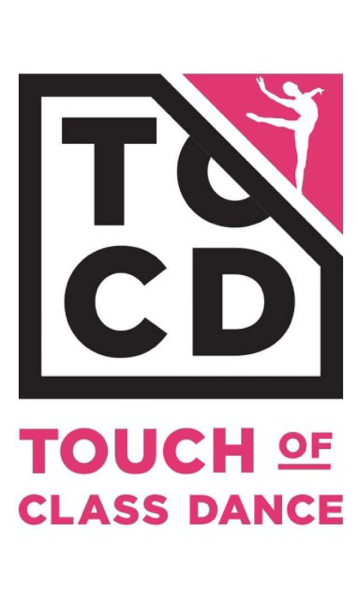 TO
CD
TOUCH OF
CLASS DANCE